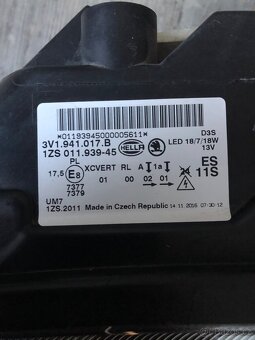 *01193945000005611*
D3S
3V1.941.017.B
HELLA
LED 18/7/18W
1ZS 011.939-45
13V
PL
XCVERT RL A 1a
ES
17,5 E8
01 00 02 01
11S
7377
7379
UM7
1ZS.2011 Made in Czech Republic 14 11 2016 07:30:12